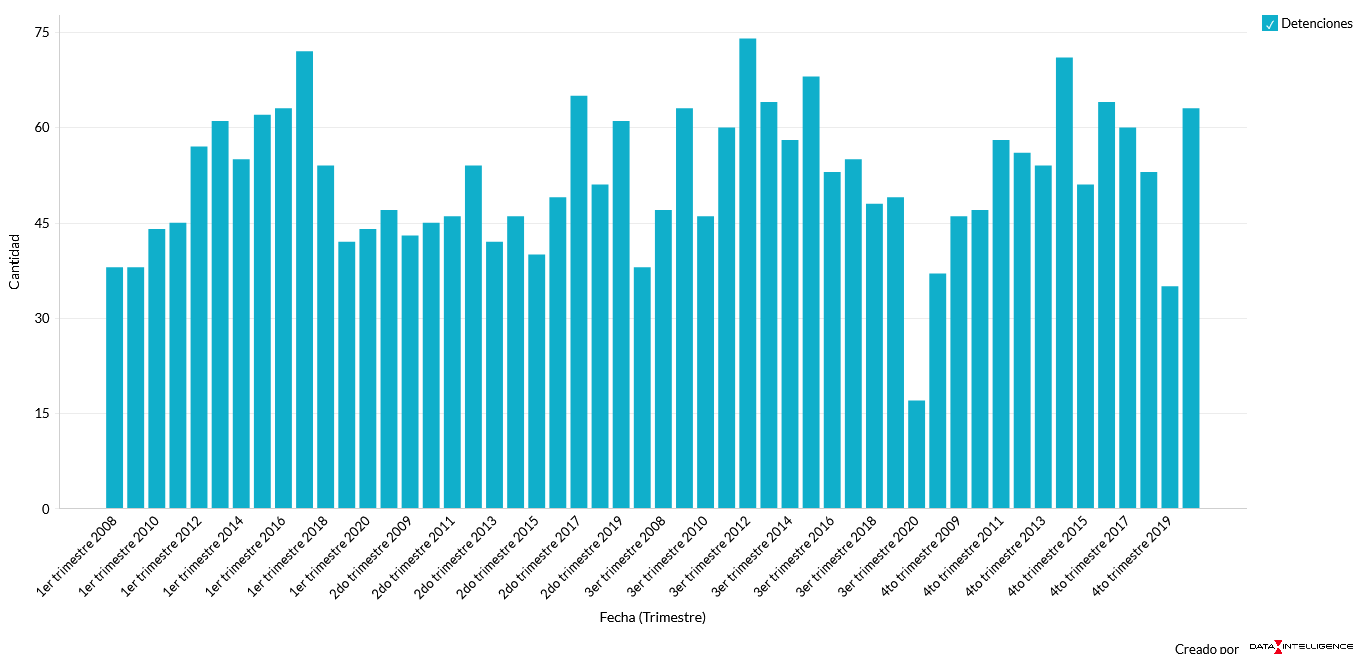 Detenciones
75
60
45
30
15
0
Cantidad
1er trimestre 2008
1er trimestre 2010
1er trimestre 2012
1er trimestre 2014
1er trimestre 2016
1er trimestre 2018
1er trimestre 2020
2do trimestre 2009
2do trimestre 2011
2do trimestre 2013
2do trimestre 2015
2do trimestre 2017
2do trimestre 2019
3er trimestre 2008
3er trimestre 2010
3er trimestre 2012
3er trimestre 2014
3er trimestre 2016
3er trimestre 2018
3er trimestre 2020
4to trimestre 2009
4to trimestre 2011
4to trimestre 2013
4to trimestre 2015
4to trimestre 2017
4to trimestre 2019
Fecha (Trimestre)
Creado por DATA INTELLIGENCE